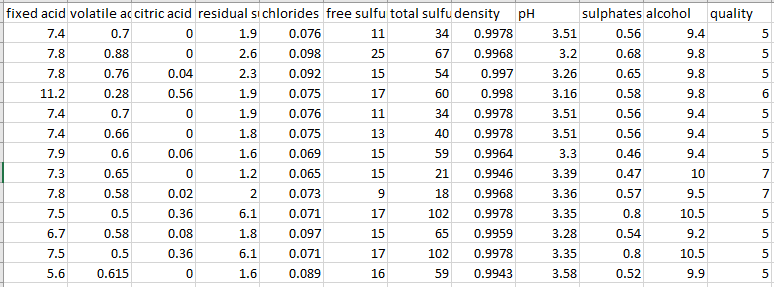 fixed acid volatile ac citric acid residual su chlorides free sulfu total sulfu density pH sulphates alcohol quality
7.4 0.7 0 1.9 0.076 11 34 0.9978 3.51 0.56 9.4 5
7.8 0.88 0 2.6 0.098 25 67 0.9968 3.2 0.68 9.8 5
7.8 0.76 0.04 2.3 0.092 15 54 0.997 3.26 0.65 9.8 5
11.2 0.28 0.56 1.9 0.075 17 60 0.998 3.16 0.58 9.8 6
7.4 0.7 0 1.9 0.076 11 34 0.9978 3.51 0.56 9.4 5
7.4 0.66 0 1.8 0.075 13 40 0.9978 3.51 0.56 9.4 5
7.9 0.6 0.06 1.6 0.069 15 59 0.9964 3.3 0.46 9.4 5
7.3 0.65 0 1.2 0.065 15 21 0.9946 3.39 0.47 10 7
7.8 0.58 0.02 2 0.073 9 18 0.9968 3.36 0.57 9.5 7
7.5 0.5 0.36 6.1 0.071 17 102 0.9978 3.35 0.8 10.5 5
6.7 0.58 0.08 1.8 0.097 15 65 0.9959 3.28 0.54 9.2 5
7.5 0.5 0.36 6.1 0.071 17 102 0.9978 3.35 0.8 10.5 5
5.6 0.615 0 1.6 0.089 16 59 0.9943 3.58 0.52 9.9 5